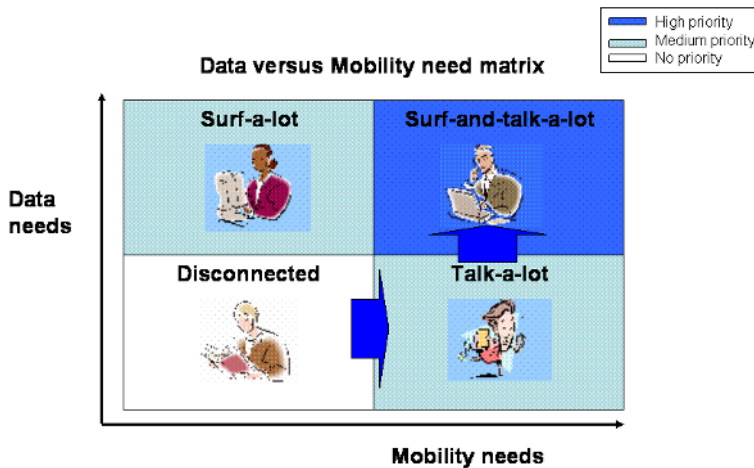 High priority
Medium priority
No priority
Data versus Mobility need matrix
Surf-a-lot
Surf-and-talk-a-lot
Data
needs
Disconnected
Talk-a-lot
Mobility needs